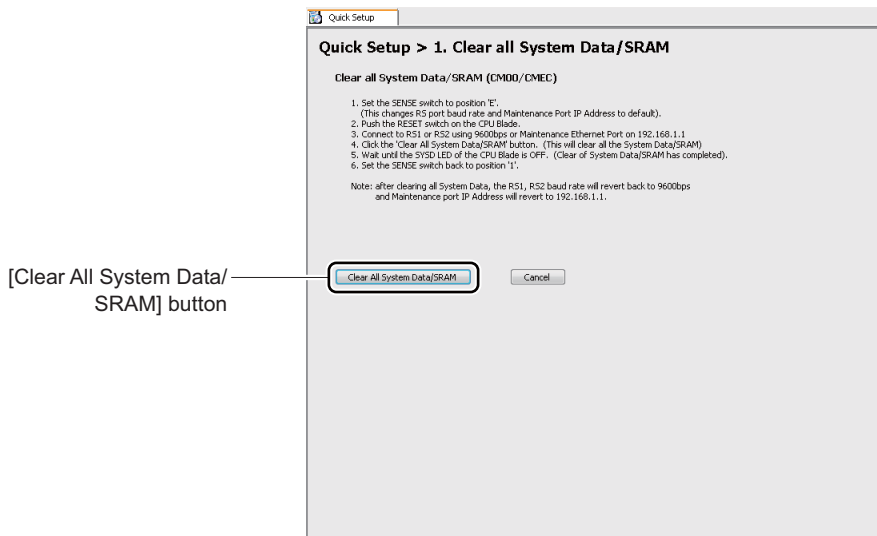 Quick Setup
Quick Setup > 1. Clear all System Data/SRAM
Clear all System Data/SRAM (CM00/CMEC)
1. Set the SENSE switch to position 'E'.
(This changes RS port baud rate and Maintenance Port IP Address to default).
2. Push the RESET switch on the CPU Blade.
3. Connect to RS1 or RS2 using 9600bps or Maintenance Ethernet Port on 192.168.1.1
4. Click the 'Clear All System Data/SRAM' button. (This will clear all the System Data/SRAM)
5. Wait until the SYSD LED of the CPU Blade is OFF. (Clear of System Data/SRAM has completed).
6. Set the SENSE switch back to position '1'.
Note: after clearing all System Data, the RS1, RS2 baud rate will revert back to 9600bps
and Maintenance port IP Address will revert to 192.168.1.1.
[Clear All System Data/
SRAM] button
Clear All System Data/SRAM
Cancel